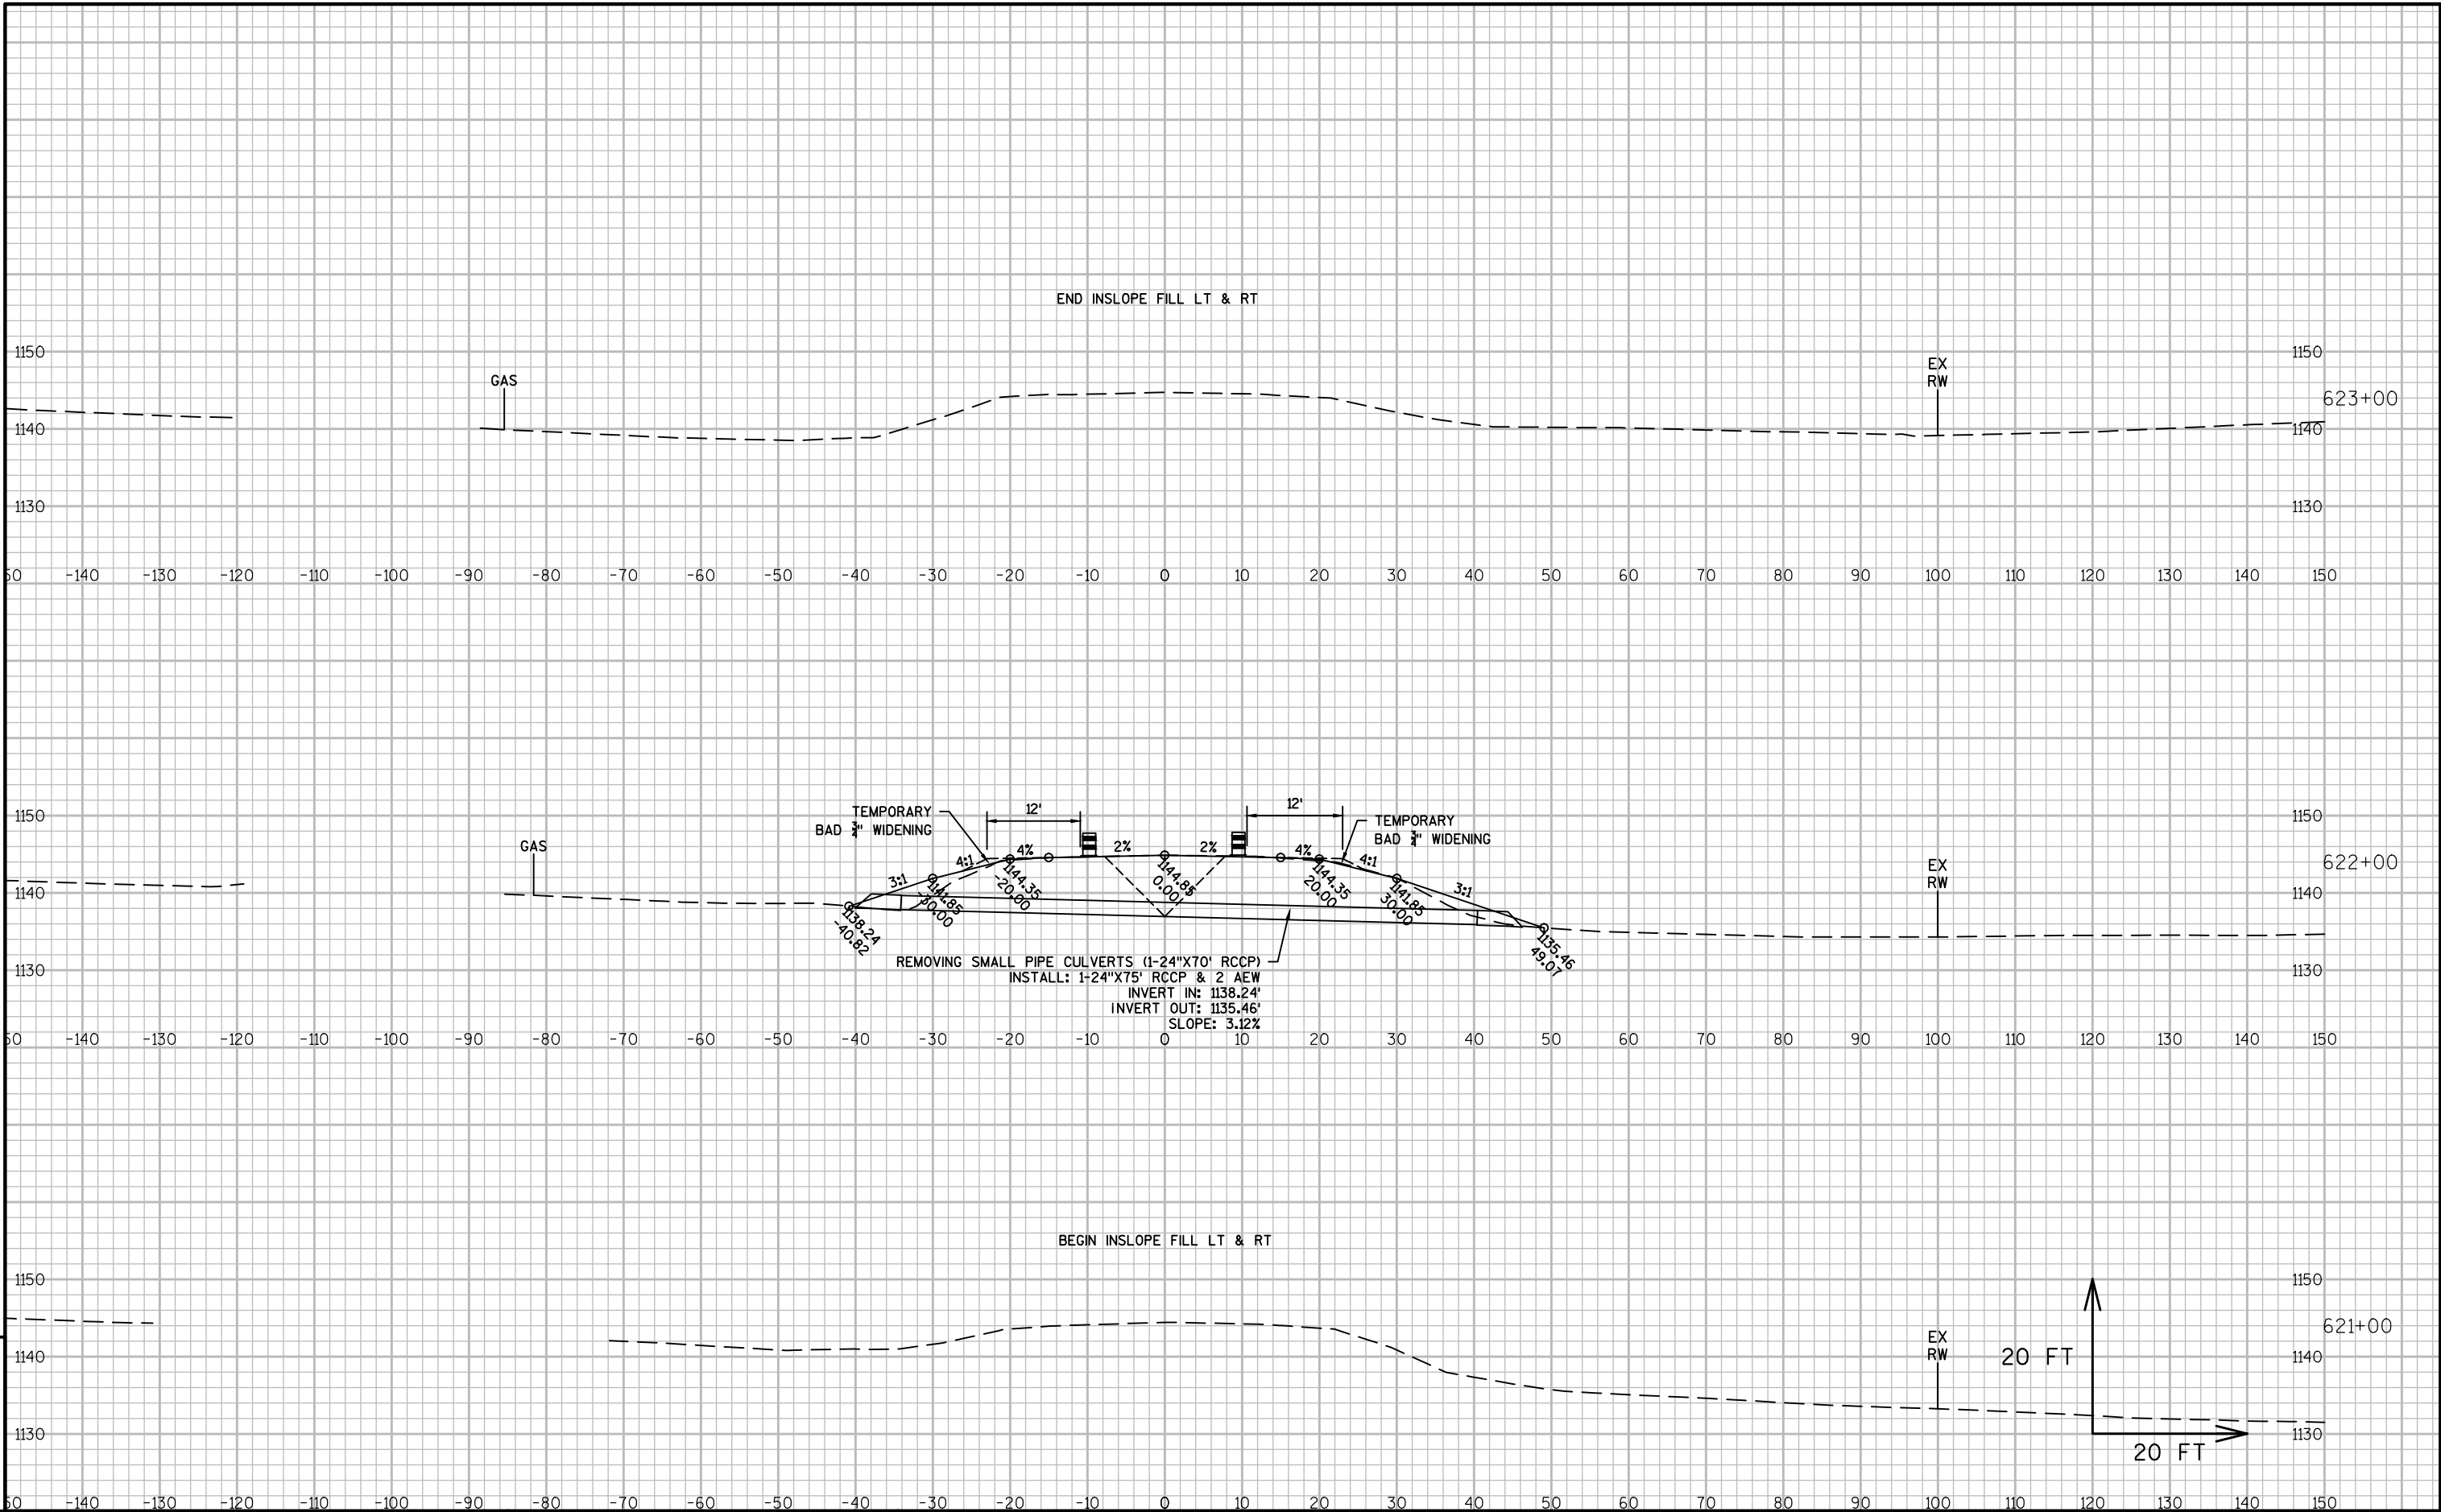 END INSLOPE FILL LT & RT
1150 1150
EX
RW
GAS
623+00
1140 1140
1130 1130
50 -140 -130 -120 -110 -100 -90 -80 -70 -60 -50 -40 -30 -20 -10 0 10 20 30 40 50 60 70 80 90 100 110 120 130 140 150
1150 1150
TEMPORARY
BAD ¾" WIDENING
12'
12'
TEMPORARY
BAD ¾" WIDENING
GAS
3:1 4:1 4% 2% 2% 4% 4:1 3:1
EX
RW
622+00
1140 1140
1138.24
-40.82
1141.85
-30.00
1144.35
-20.00
1144.85
0.00
1144.35
20.00
1141.85
30.00
1135.46
49.07
REMOVING SMALL PIPE CULVERTS (1-24"X70' RCCP)
INSTALL: 1-24"X75' RCCP & 2 AEW
INVERT IN: 1138.24'
INVERT OUT: 1135.46'
SLOPE: 3.12%
1130 1130
50 -140 -130 -120 -110 -100 -90 -80 -70 -60 -50 -40 -30 -20 -10 0 10 20 30 40 50 60 70 80 90 100 110 120 130 140 150
BEGIN INSLOPE FILL LT & RT
1150 1150
621+00
EX
RW
1140 1140
20 FT
1130 1130
20 FT
50 -140 -130 -120 -110 -100 -90 -80 -70 -60 -50 -40 -30 -20 -10 0 10 20 30 40 50 60 70 80 90 100 110 120 130 140 150